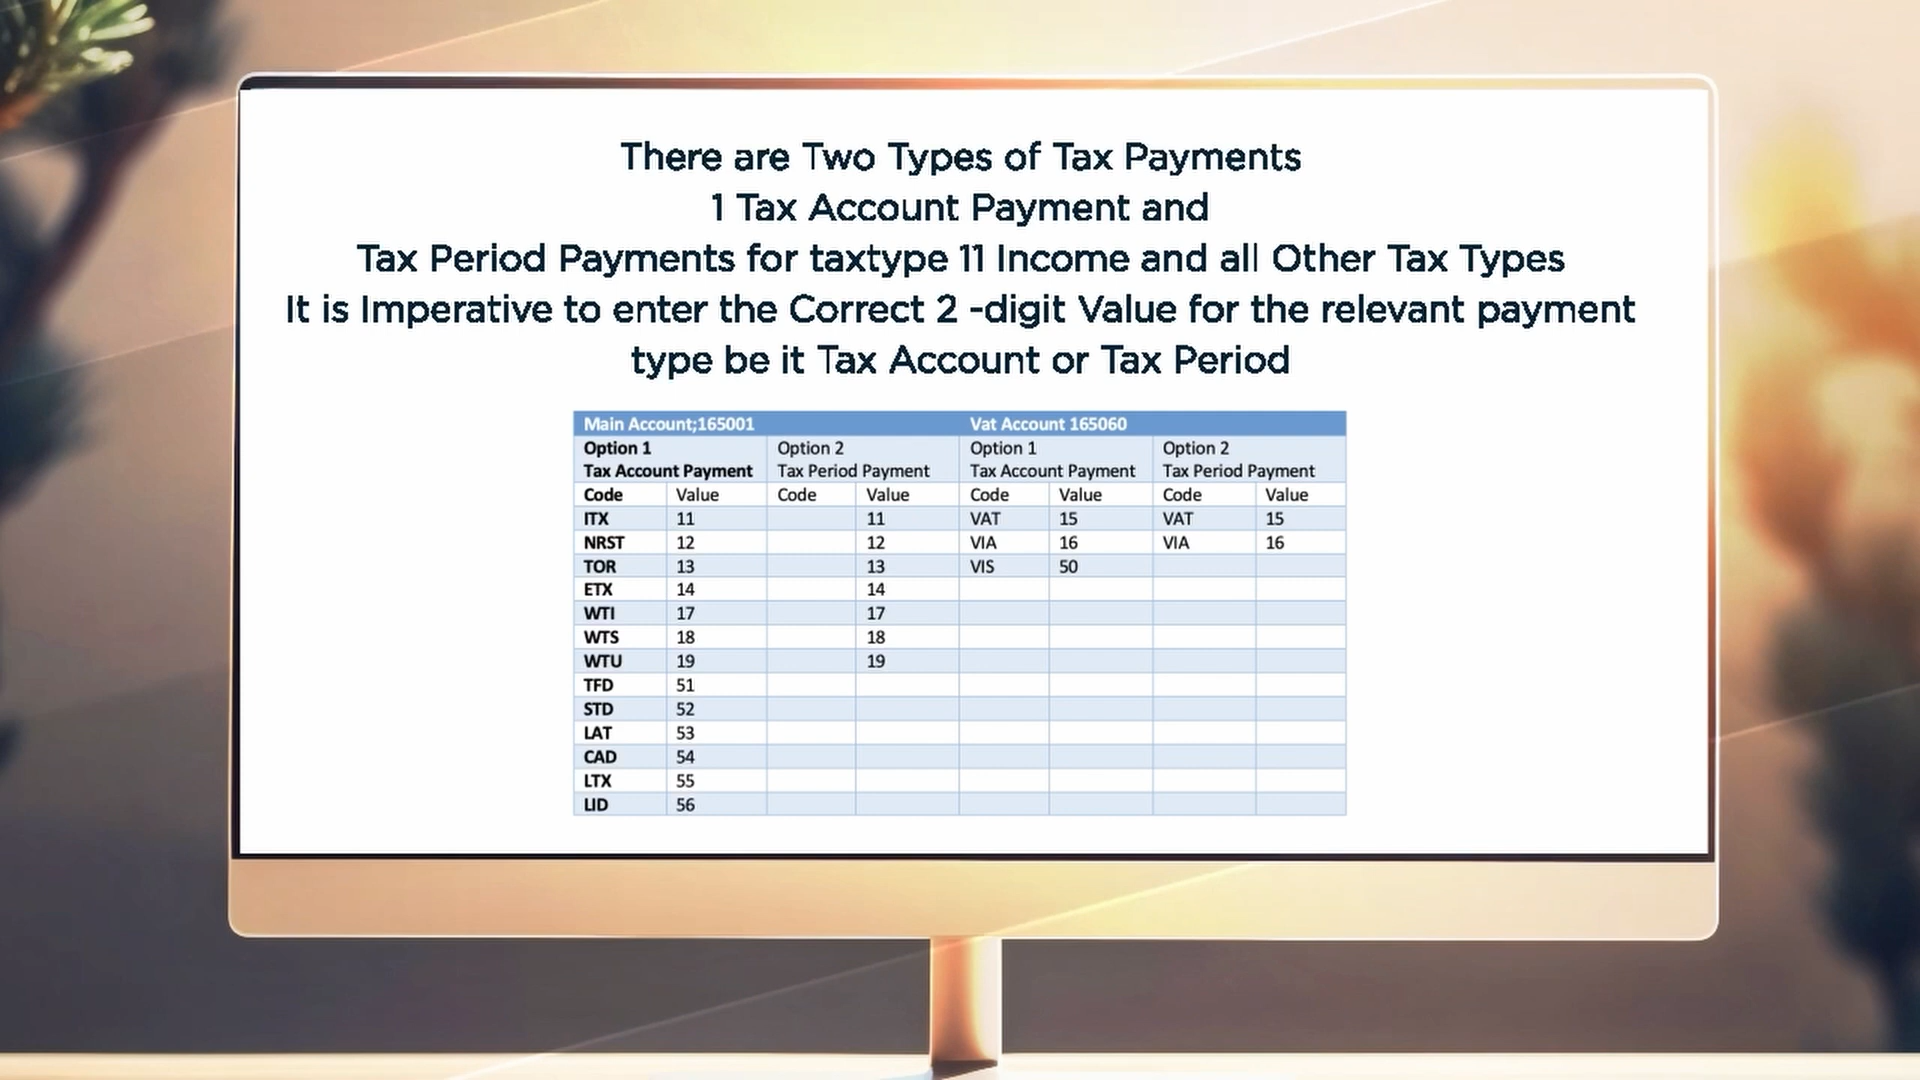 There are Two Types of Tax Payments
1 Tax Account Payment and
Tax Period Payments for taxtype 11 Income and all Other Tax Types
It is Imperative to enter the Correct 2 -digit Value for the relevant payment
type be it Tax Account or Tax Period
Main Account;165001 Vat Account 165060
Option 1 Option 2 Option 1 Option 2
Tax Account Payment Tax Period Payment Tax Account Payment Tax Period Payment
Code Value Code Value Code Value Code Value
ITX 11 11 VAT 15 VAT 15
NRST 12 12 VIA 16 VIA 16
TOR 13 13 VIS 50
ETX 14 14
WTI 17 17
WTS 18 18
WTU 19 19
TFD 51
STD 52
LAT 53
CAD 54
LTX 55
LID 56